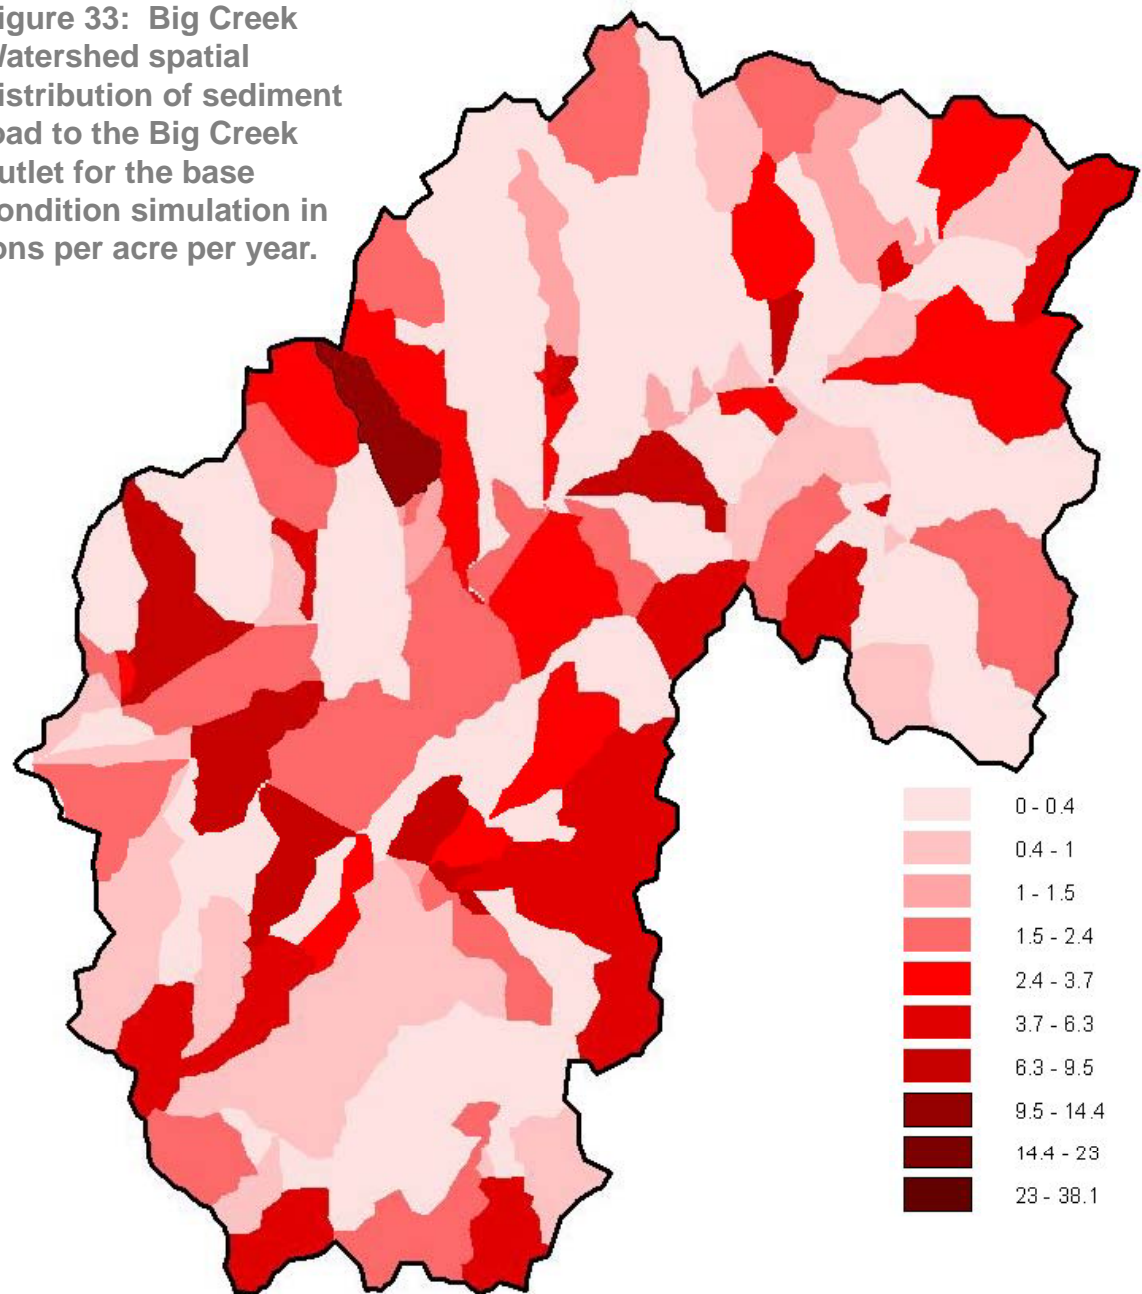 igure 33: Big Creek
Watershed spatial
istribution of sediment
oad to the Big Creek
utlet for the base
ondition simulation in
ons per acre per year.
0 - 0.4
0.4 - 1
1 - 1.5
1.5 - 2.4
2.4 - 3.7
3.7 - 6.3
6.3 - 9.5
9.5 - 14.4
14.4 - 23
23 - 38.1